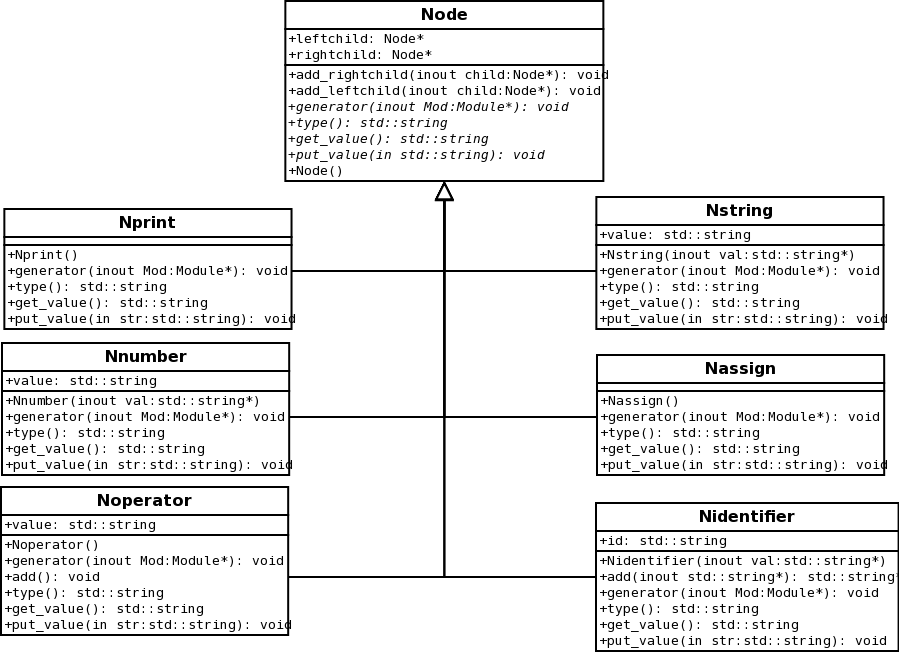 Node
+leftchild: Node*
+rightchild: Node*
+add_rightchild(inout child:Node*): void
+add_leftchild(inout child:Node*): void
+generator(inout Mod:Module*): void
+type(): std::string
+get_value(): std::string
+put_value(in std::string): void
+Node()
Nprint
+Nprint()
+generator(inout Mod:Module*): void
+type(): std::string
+get_value(): std::string
+put_value(in str:std::string): void
Nstring
+value: std::string
+Nstring(inout val:std::string*)
+generator(inout Mod:Module*): void
+type(): std::string
+get_value(): std::string
+put_value(in str:std::string): void
Nnumber
+value: std::string
+Nnumber(inout val:std::string*)
+generator(inout Mod:Module*): void
+type(): std::string
+get_value(): std::string
+put_value(in str:std::string): void
Nassign
+Nassign()
+generator(inout Mod:Module*): void
+type(): std::string
+get_value(): std::string
+put_value(in str:std::string): void
Noperator
+value: std::string
+Noperator()
+generator(inout Mod:Module*): void
+add(): void
+type(): std::string
+get_value(): std::string
+put_value(in str:std::string): void
Nidentifier
+id: std::string
+Nidentifier(inout val:std::string*)
+add(inout std::string*): std::string*
+generator(inout Mod:Module*): void
+type(): std::string
+get_value(): std::string
+put_value(in str:std::string): void